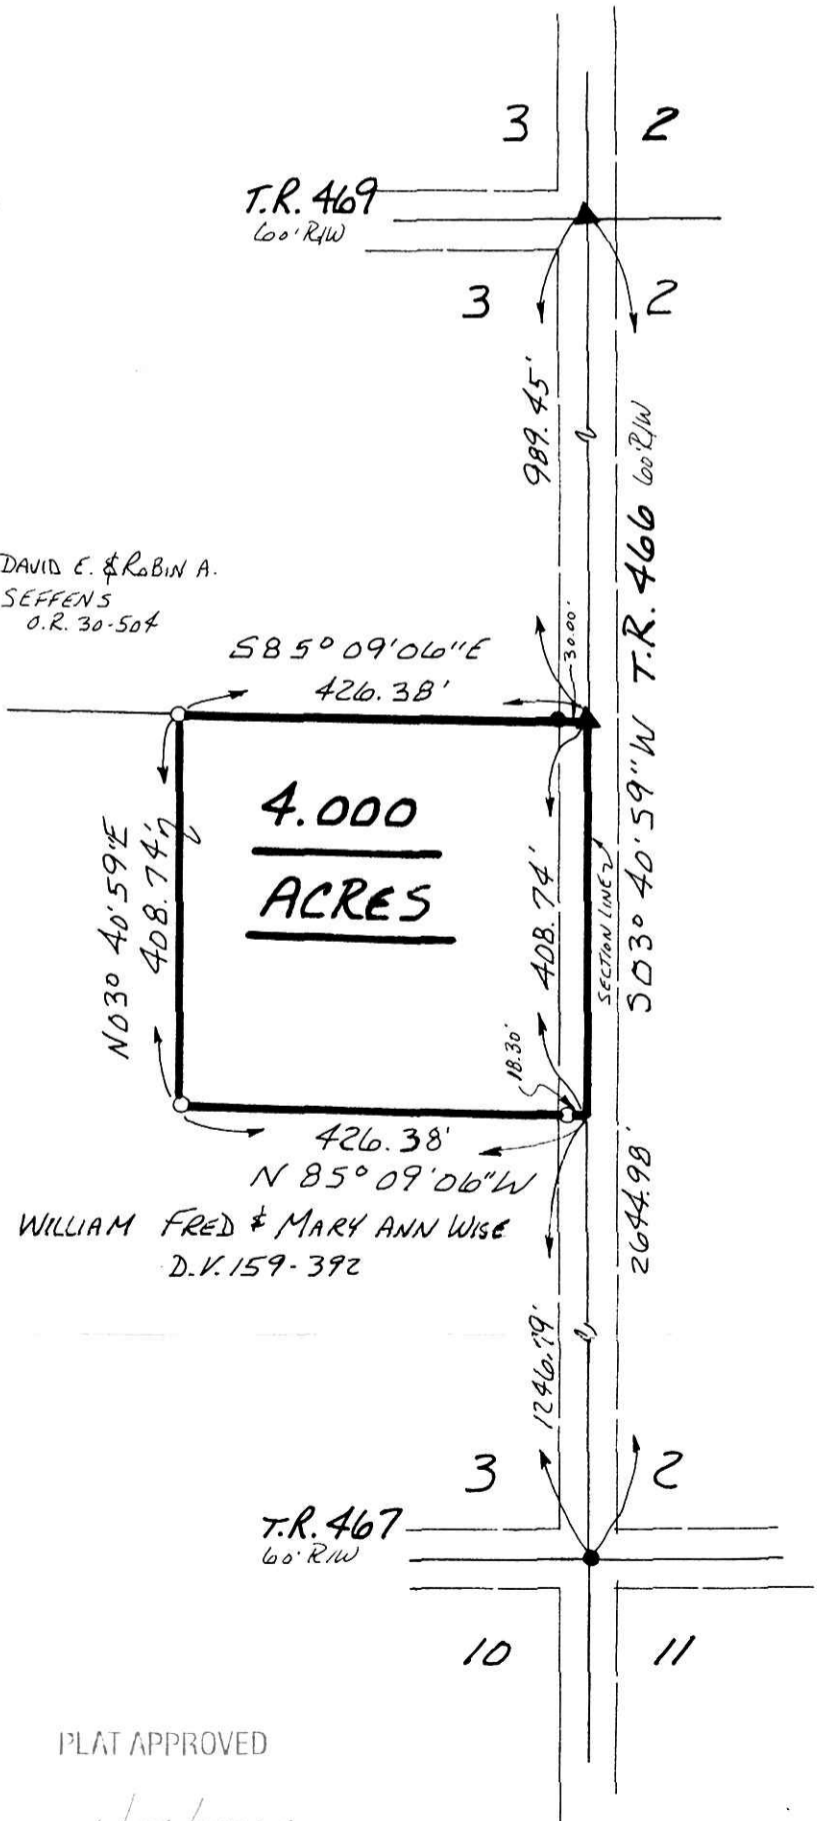 3 2
T.R. 469
60' R/W
3 2
989.45'
T.R. 466 60' R/W
DAVID E. & ROBIN A.
SEFFENS
O.R. 30-504
S85° 09' 06" E
426.38'
30.00'
4.000
ACRES
N03° 40' 59" E
408.74'
408.74'
SECTION LINE
S03° 40' 59" W
18.30'
426.38'
N 85° 09' 06" W
WILLIAM FRED & MARY ANN WISE
D.V. 159-392
2644.98'
1246.79'
3 2
T.R. 467
60' R/W
10 11
PLAT APPROVED